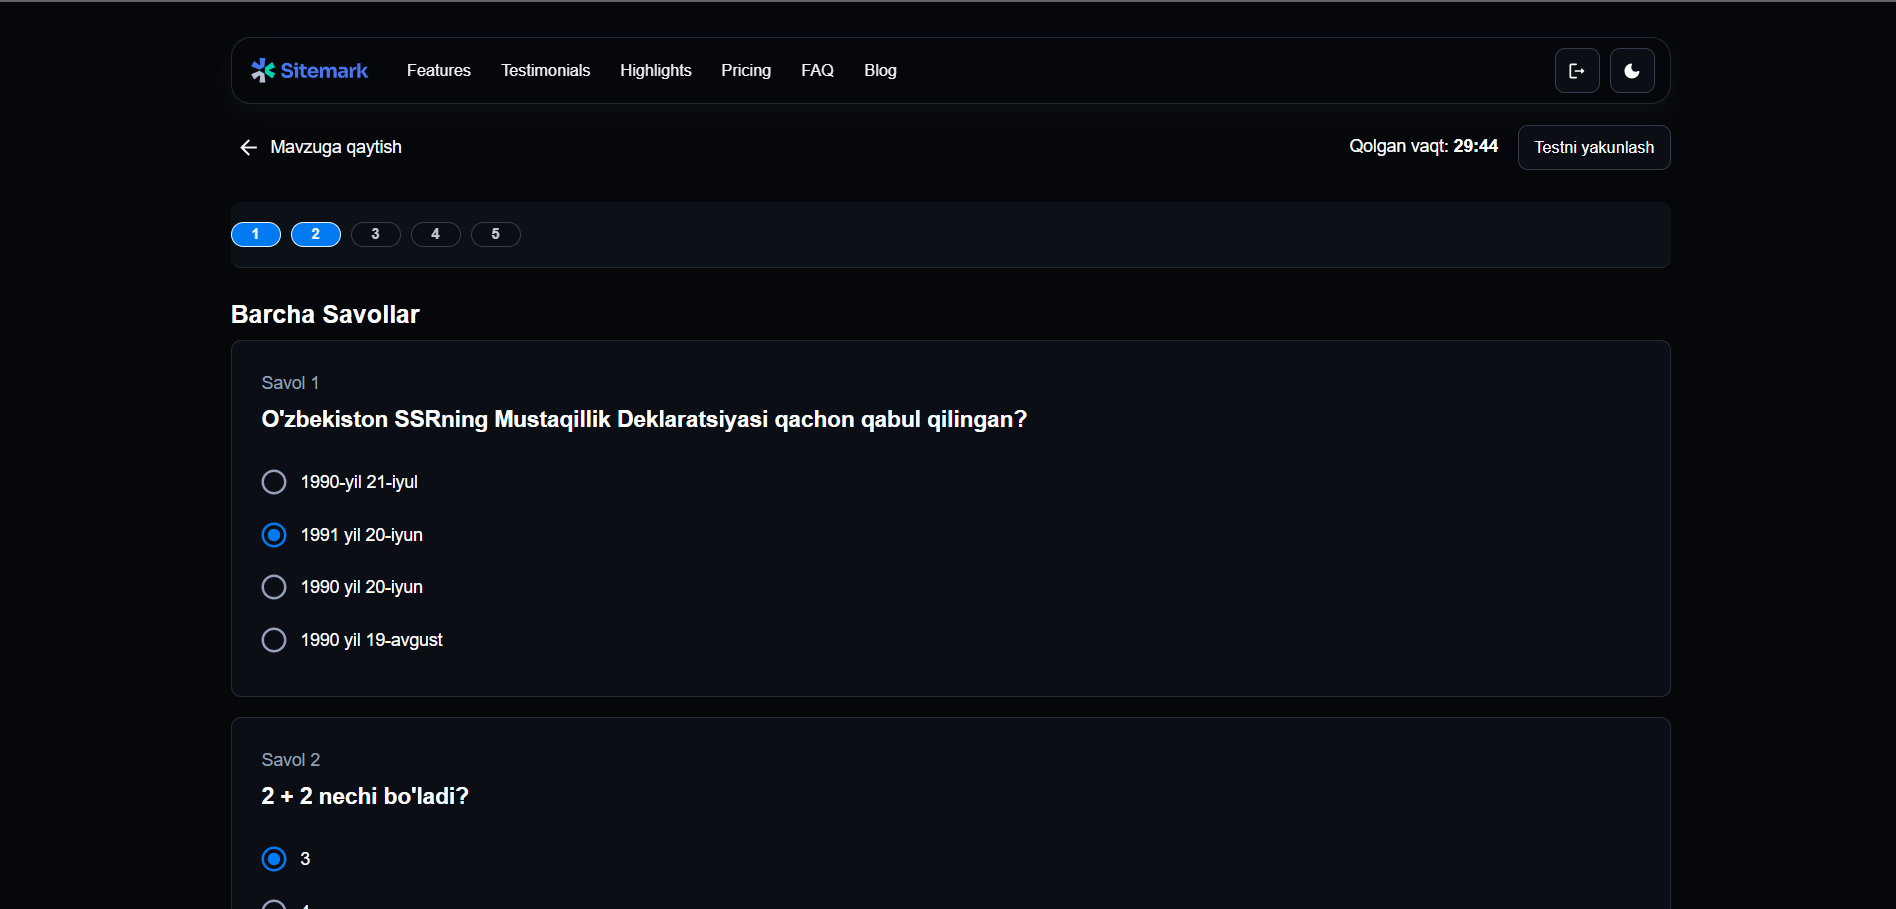 Sitemark Features Testimonials Highlights Pricing FAQ Blog
Mavzuga qaytish Qolgan vaqt: 29:44 Testni yakunlash
1 2 3 4 5
Barcha Savollar
Savol 1
O'zbekiston SSRning Mustaqillik Deklaratsiyasi qachon qabul qilingan?
1990-yil 21-iyul
1991 yil 20-iyun
1990 yil 20-iyun
1990 yil 19-avgust
Savol 2
2 + 2 nechi bo'ladi?
3